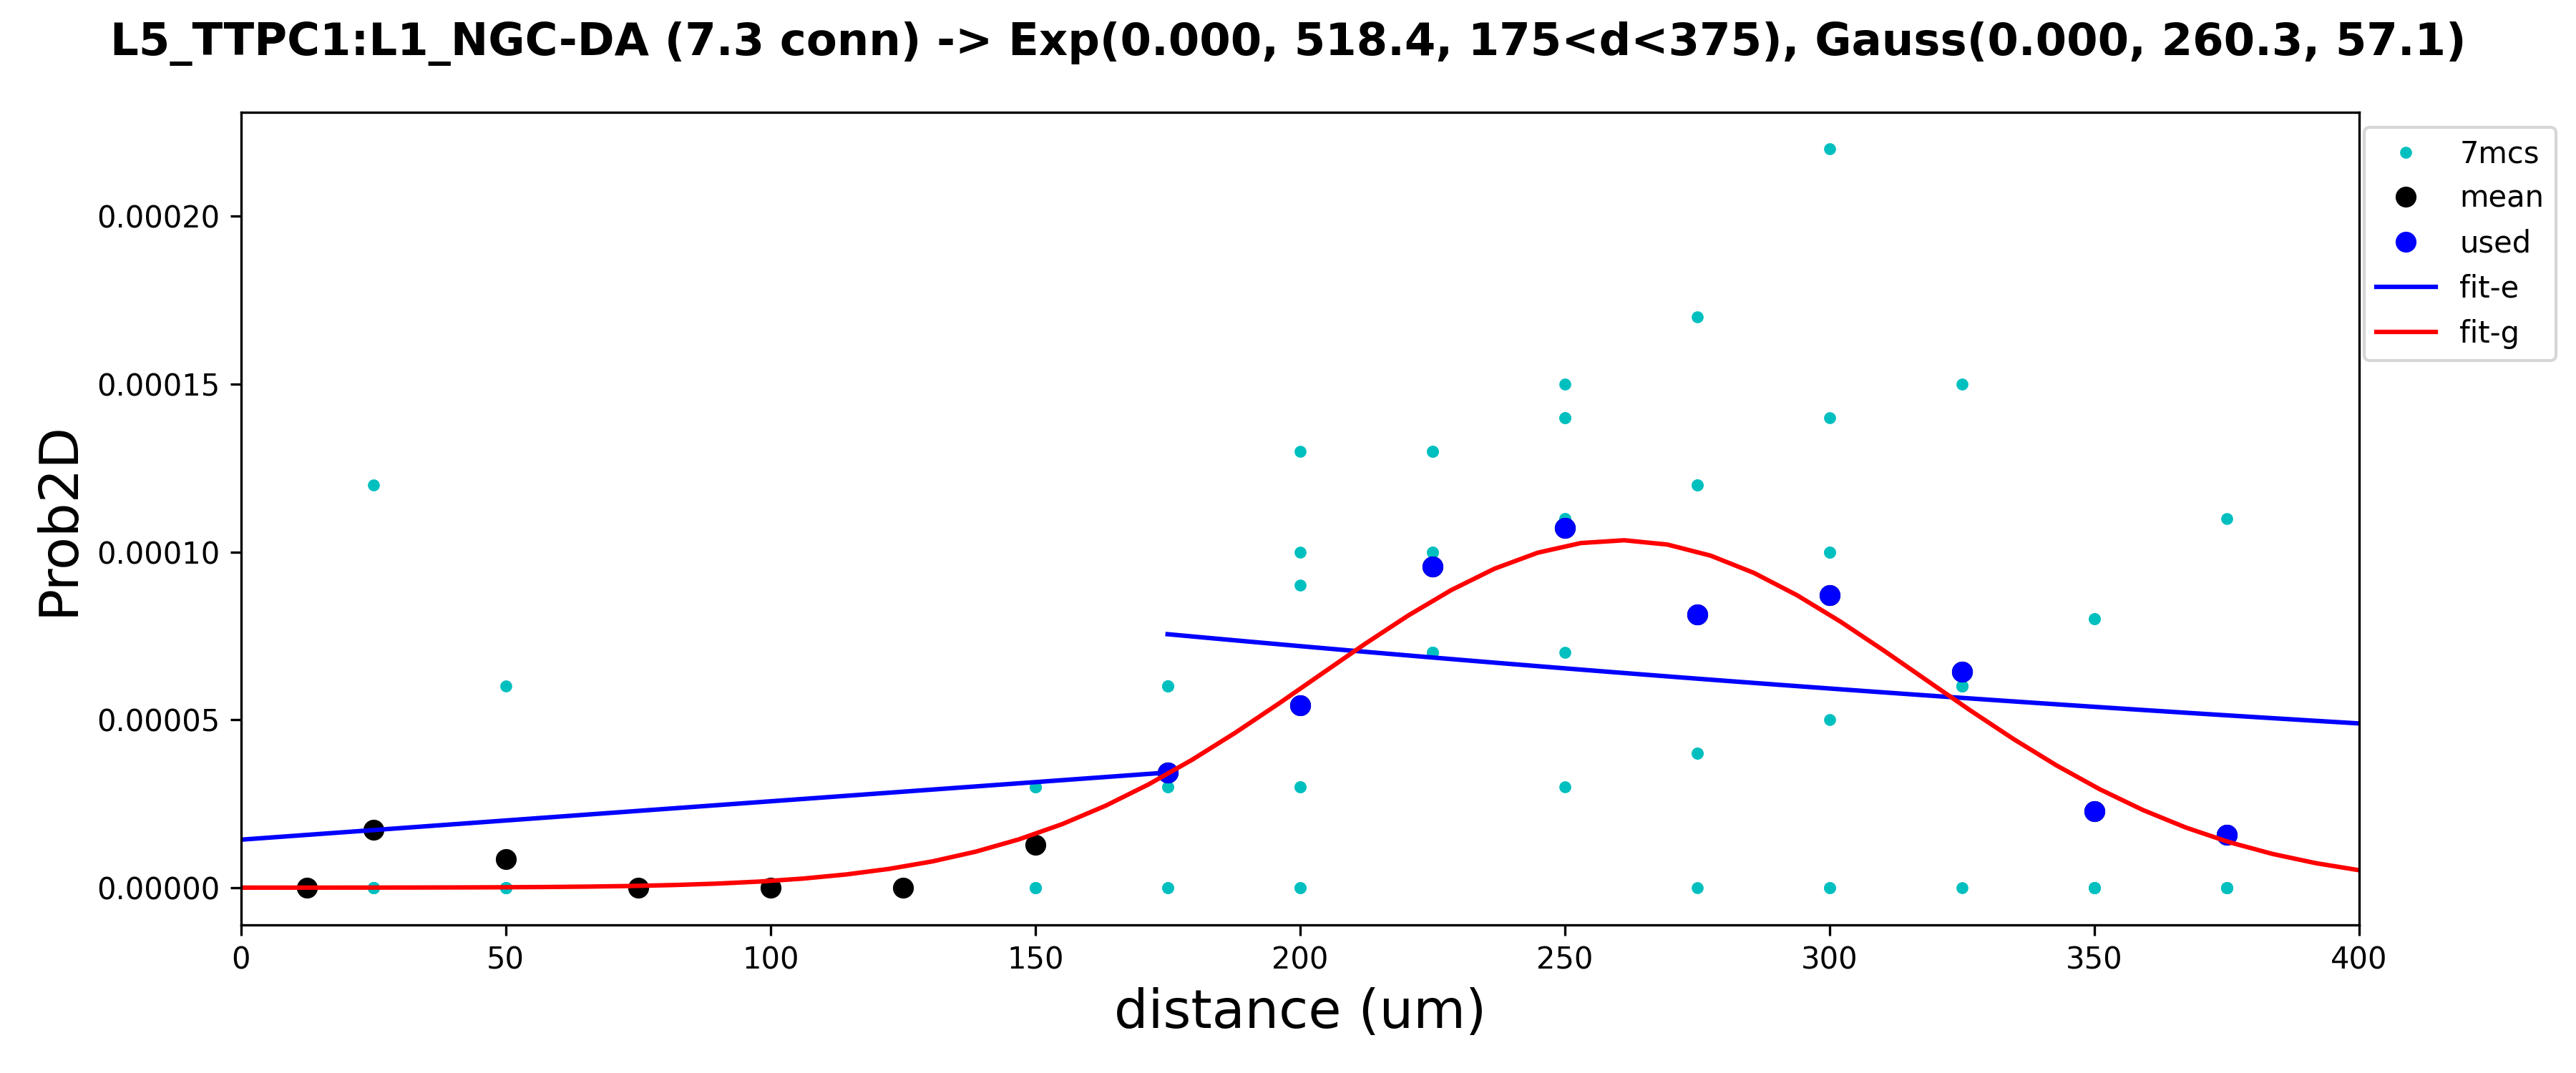 L5_TTPC1:L1_NGC-DA (7.3 conn) -> Exp(0.000, 518.4, 175<d<375), Gauss(0.000, 260.3, 57.1)
7mcs
mean
used
fit-e
fit-g
Prob2D
0.00020
0.00015
0.00010
0.00005
0.00000
0 50 100 150 200 250 300 350 400
distance (um)